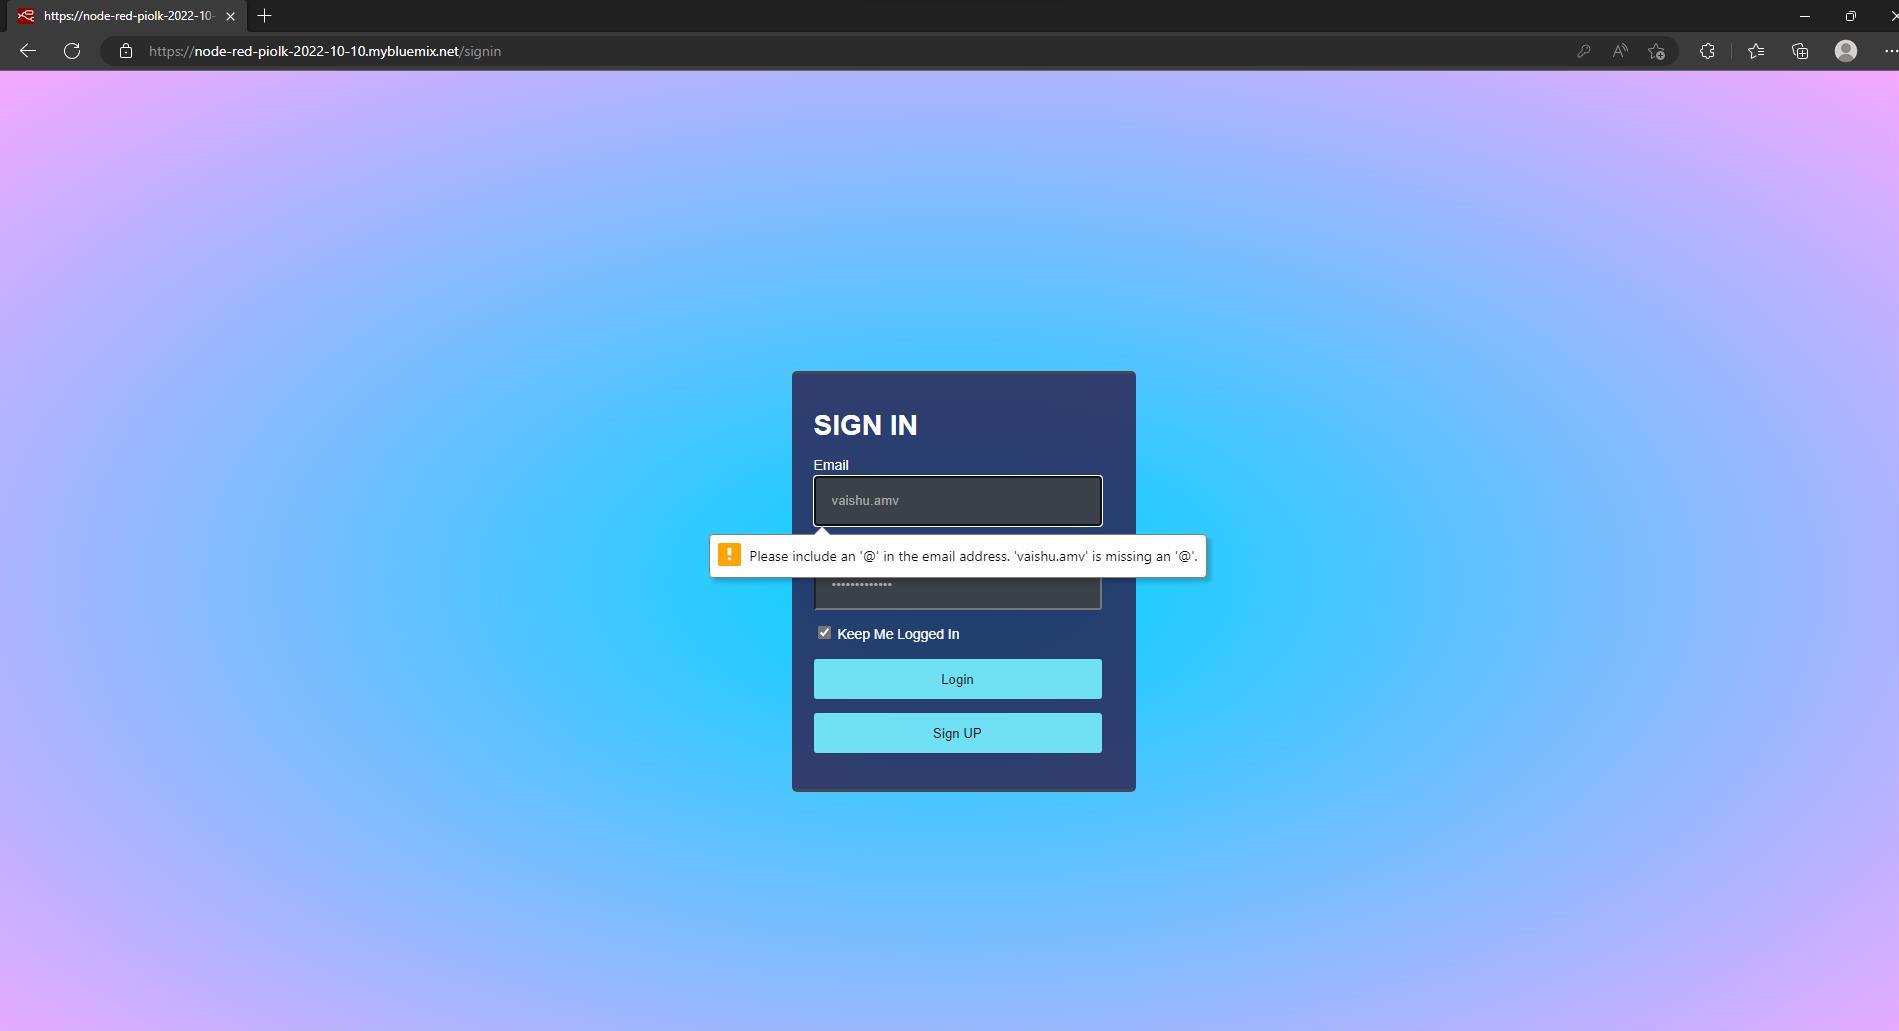 https://node-red-piolk-2022-10-
https://node-red-piolk-2022-10-10.mybluemix.net/signin
SIGN IN
Email
vaishu.amv
Please include an '@' in the email address. 'vaishu.amv' is missing an '@'.
•••••••••••••
Keep Me Logged In
Login
Sign UP